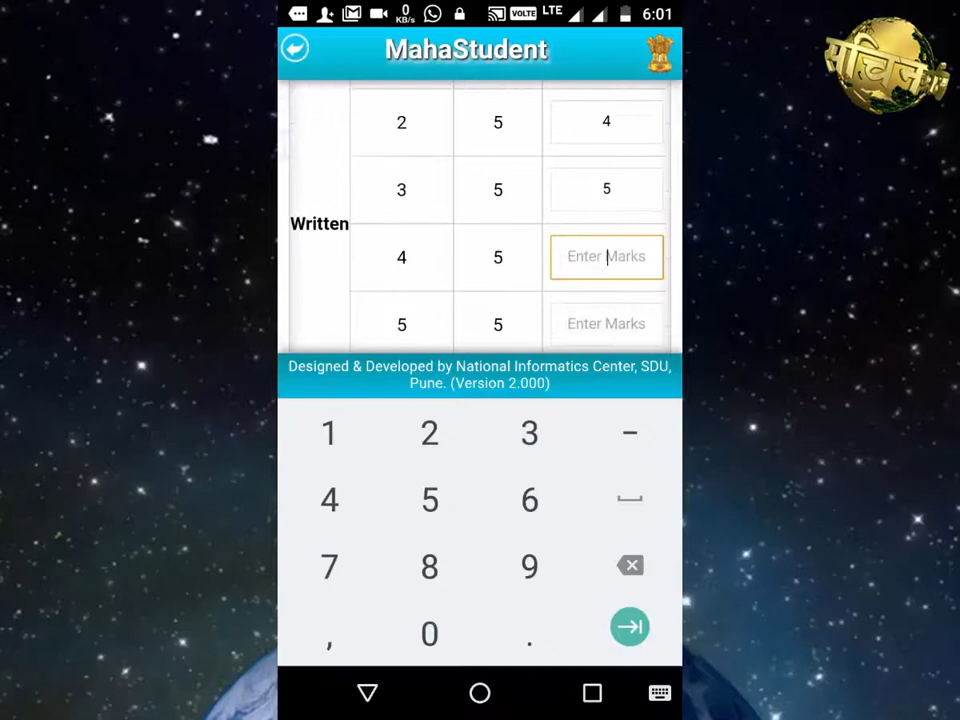 0
KB/s
VOLTE LTE 6:01
MahaStudent
2 5 4
3 5 5
Written
4 5 Enter Marks
5 5 Enter Marks
Designed & Developed by National Informatics Center, SDU,
Pune. (Version 2.000)
1 2 3 -
4 5 6
7 8 9
, 0 .